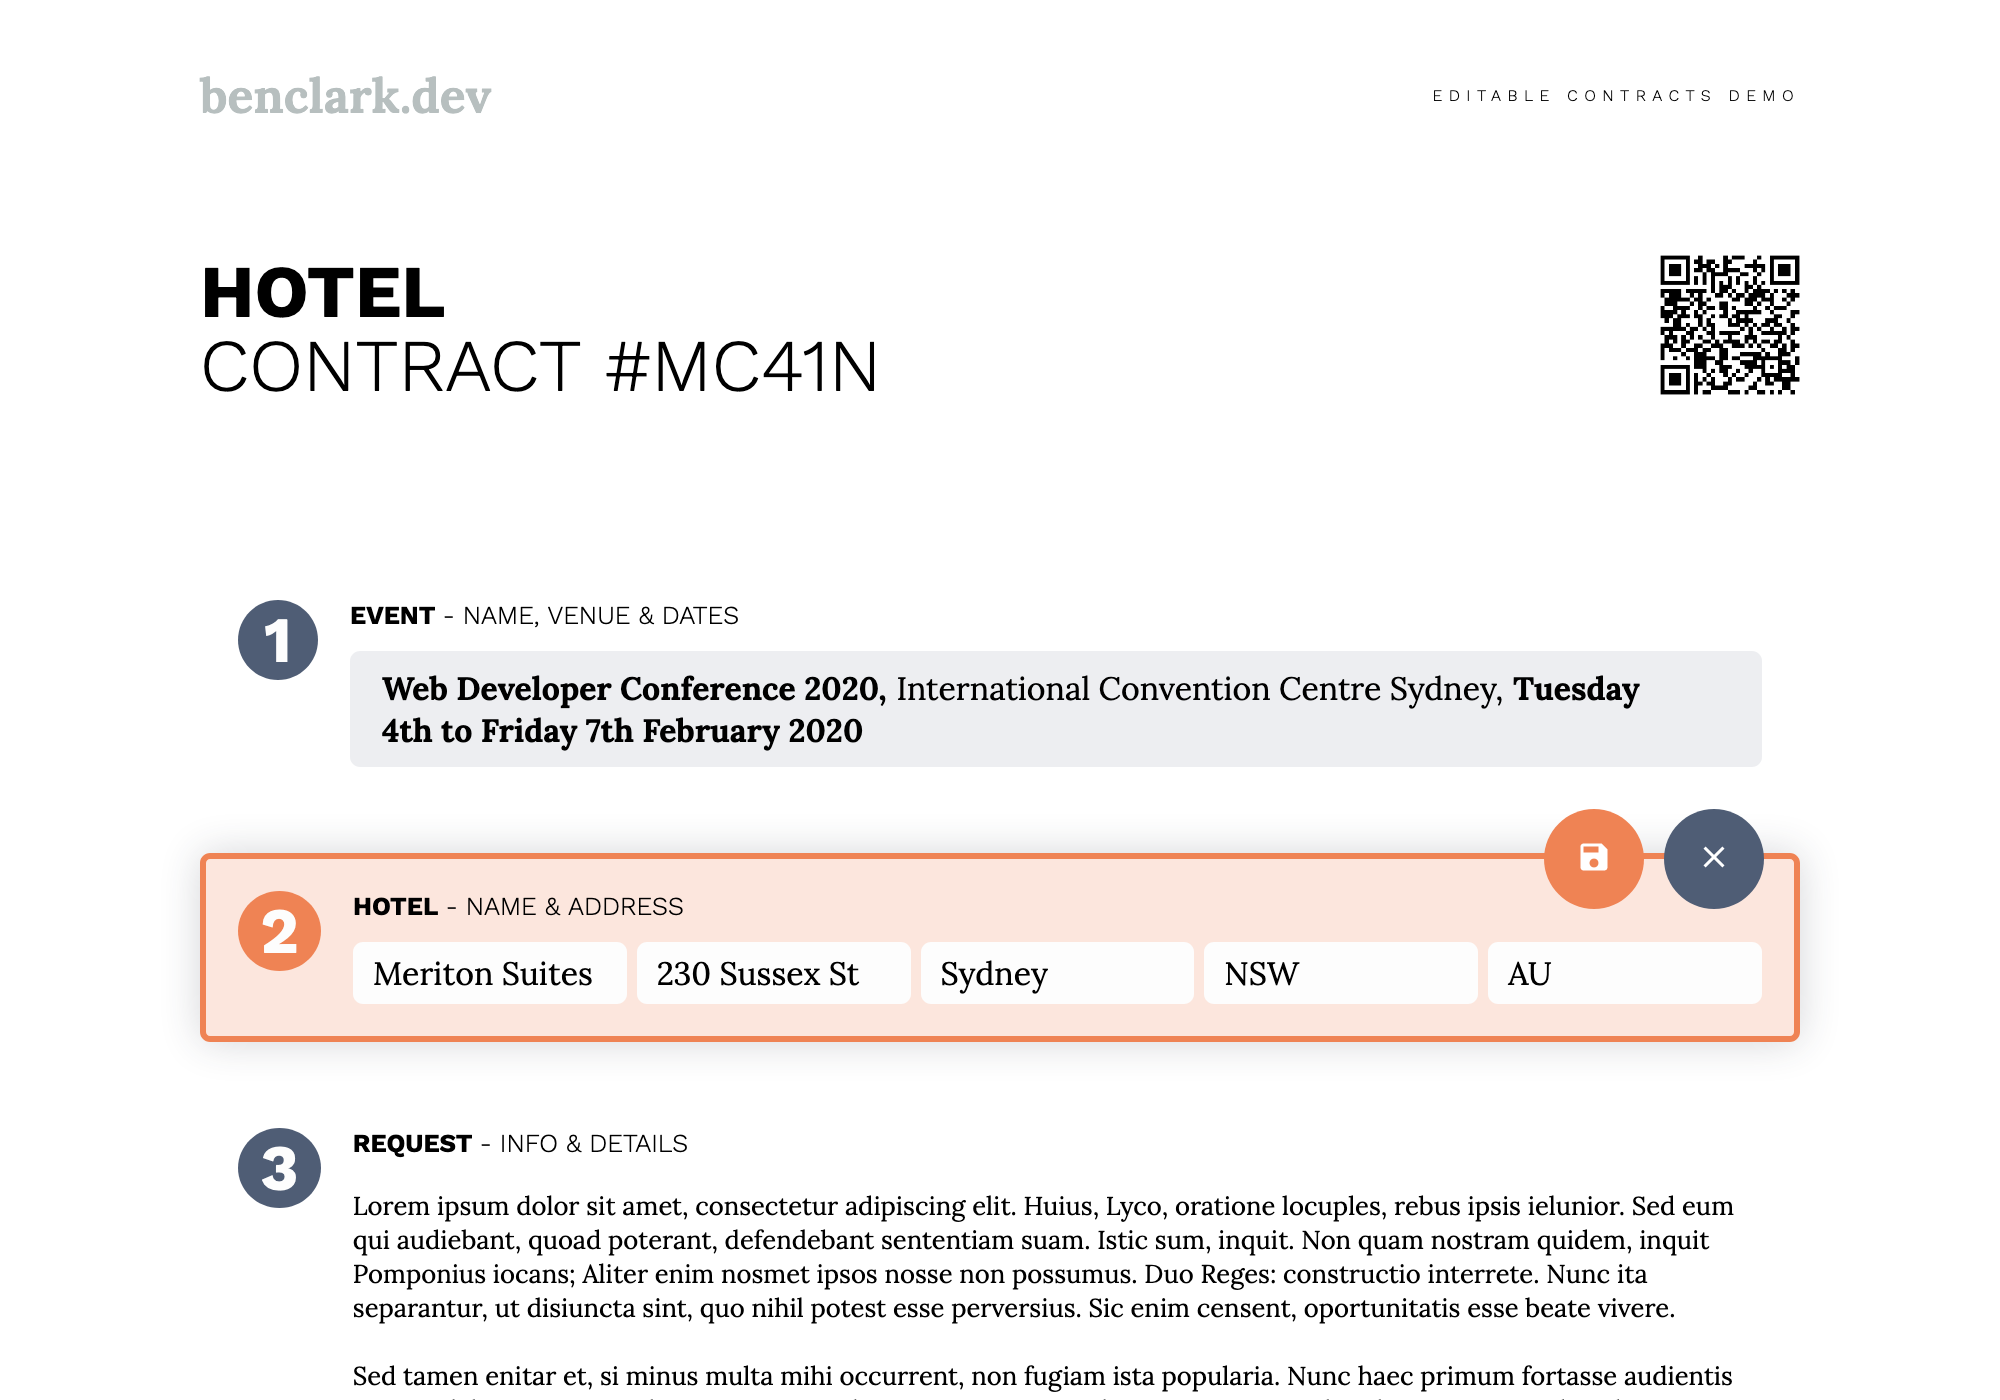 benclark.dev
EDITABLE CONTRACTS DEMO
HOTEL
CONTRACT #MC41N
1
EVENT - NAME, VENUE & DATES
Web Developer Conference 2020, International Convention Centre Sydney, Tuesday
4th to Friday 7th February 2020
2
HOTEL - NAME & ADDRESS
Meriton Suites
230 Sussex St
Sydney
NSW
AU
3
REQUEST - INFO & DETAILS
Lorem ipsum dolor sit amet, consectetur adipiscing elit. Huius, Lyco, oratione locuples, rebus ipsis ielunior. Sed eum
qui audiebant, quoad poterant, defendebant sententiam suam. Istic sum, inquit. Non quam nostram quidem, inquit
Pomponius iocans; Aliter enim nosmet ipsos nosse non possumus. Duo Reges: constructio interrete. Nunc ita
separantur, ut disiuncta sint, quo nihil potest esse perversius. Sic enim censent, oportunitatis esse beate vivere.
Sed tamen enitar et, si minus multa mihi occurrent, non fugiam ista popularia. Nunc haec primum fortasse audientis